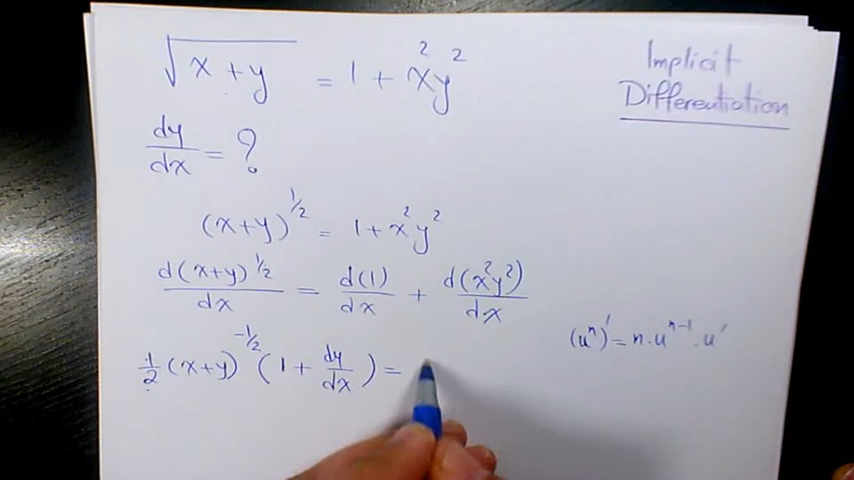 √(x + y) = 1 + x²y²
Implicit
Differentiation
dy/dx = ?
(x+y)^1/2 = 1 + x²y²
d(x+y)^1/2 / dx = d(1)/dx + d(x²y²)/dx
(uⁿ)' = n.uⁿ⁻¹.u'
1/2 (x+y)^-1/2 (1 + dy/dx) =